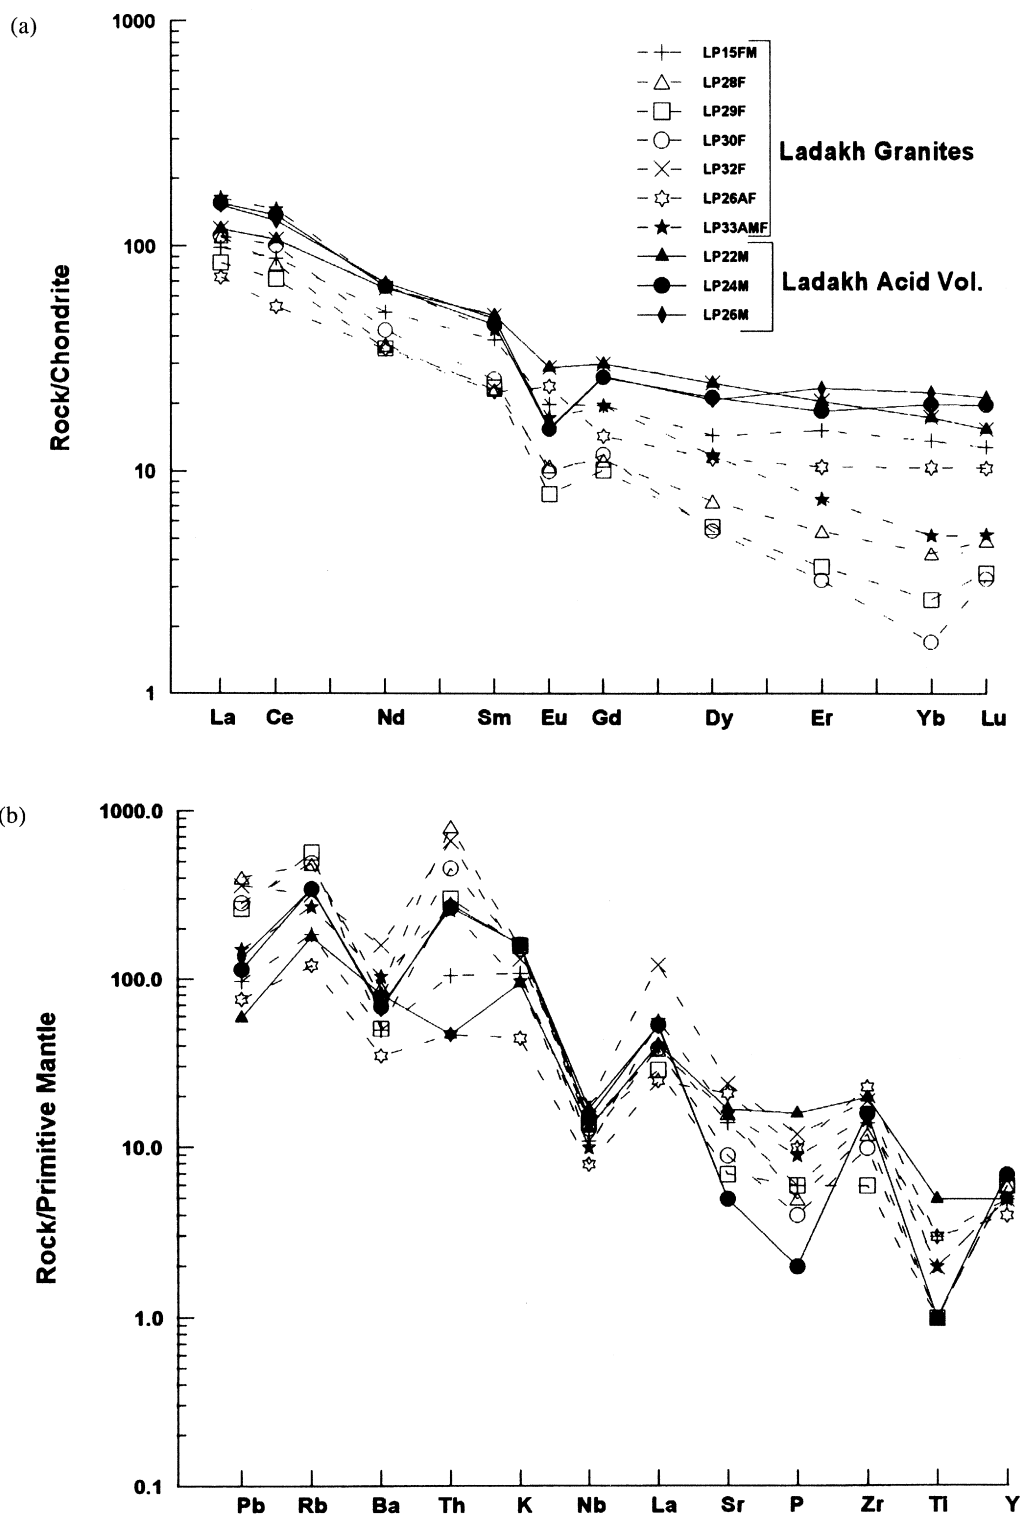 (a)
1000
100
10
1
Rock/Chondrite
LP15FM
LP28F
LP29F
LP30F
LP32F
LP26AF
LP33AMF
LP22M
LP24M
LP26M
Ladakh Granites
Ladakh Acid Vol.
La Ce Nd Sm Eu Gd Dy Er Yb Lu
(b)
1000.0
100.0
10.0
1.0
0.1
Rock/Primitive Mantle
Pb Rb Ba Th K Nb La Sr P Zr Ti Y